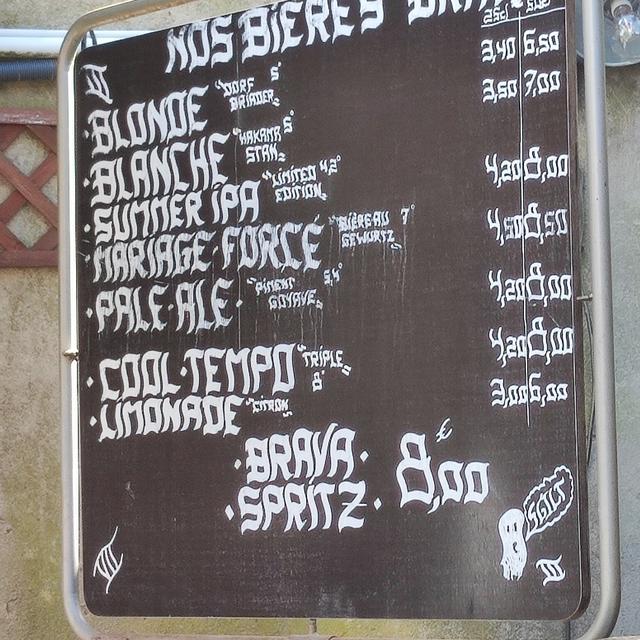 NOS BIÈRES
25cl 50cl
BLONDE "DORF BRIADER" 5° 3,40 6,50
BLANCHE "HAKAMA STAN" 5° 3,50 7,00
SUMMER IPA "LIMITED EDITION" 4,2° 4,20 8,00
MARIAGE FORCÉ "BIÈREAU GEWURTZ" 7° 4,50 8,50
PALE ALE "PIMENT GOYAVE" 5,4° 4,20 8,00
COOL TEMPO "TRIPLE" 8° 4,20 8,00
LIMONADE "CITRON" 3,00 6,00
BRAVA SPRITZ 8,00 €